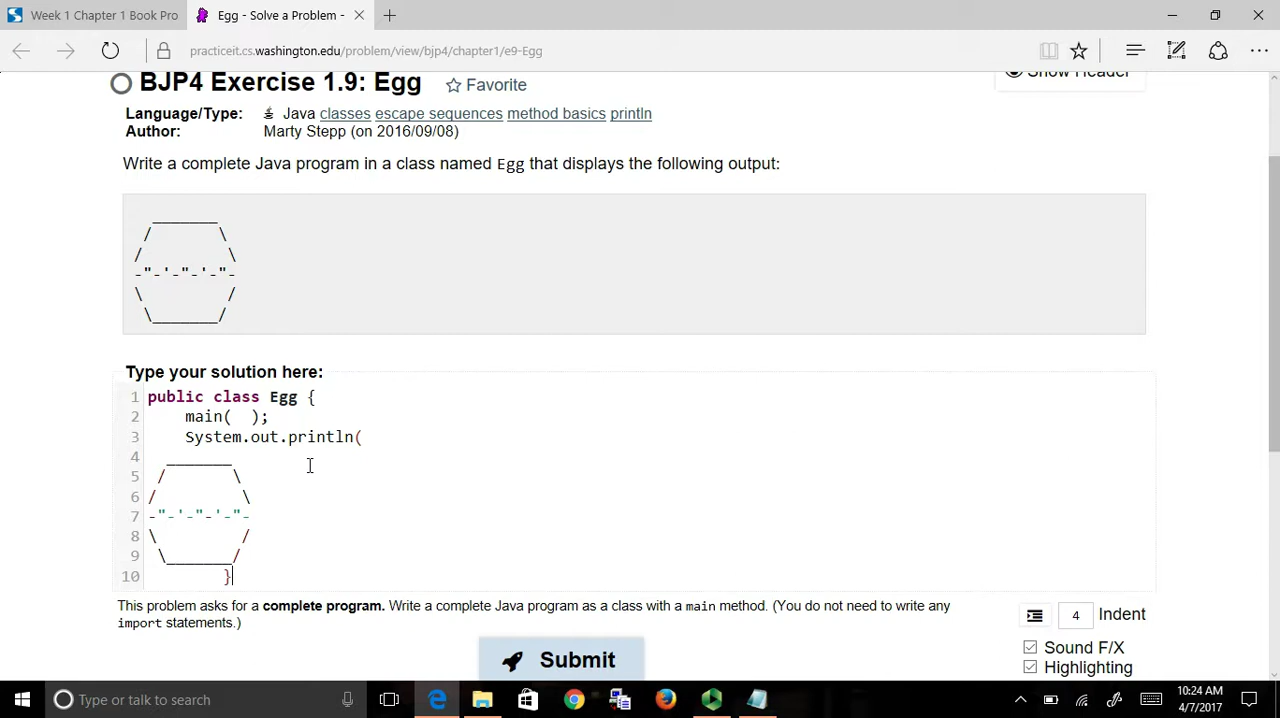 Week 1 Chapter 1 Book Pro
Egg - Solve a Problem -
practiceit.cs.washington.edu/problem/view/bjp4/chapter1/e9-Egg
BJP4 Exercise 1.9: Egg Favorite
Show Header
Language/Type: Java classes escape sequences method basics println
Author: Marty Stepp (on 2016/09/08)
Write a complete Java program in a class named Egg that displays the following output:
  _______
 /       \
/         \
-"-'-"-'-"-
\         /
 \_______/
Type your solution here:
1 public class Egg {
2     main(  );
3     System.out.println(
4   _______
5  /       \
6 /         \
7 -"-'-"-'-"-
8 \         /
9  \_______/
10         }
This problem asks for a complete program. Write a complete Java program as a class with a main method. (You do not need to write any
import statements.)
4 Indent
Submit
Sound F/X
Highlighting
Type or talk to search
10:24 AM
4/7/2017